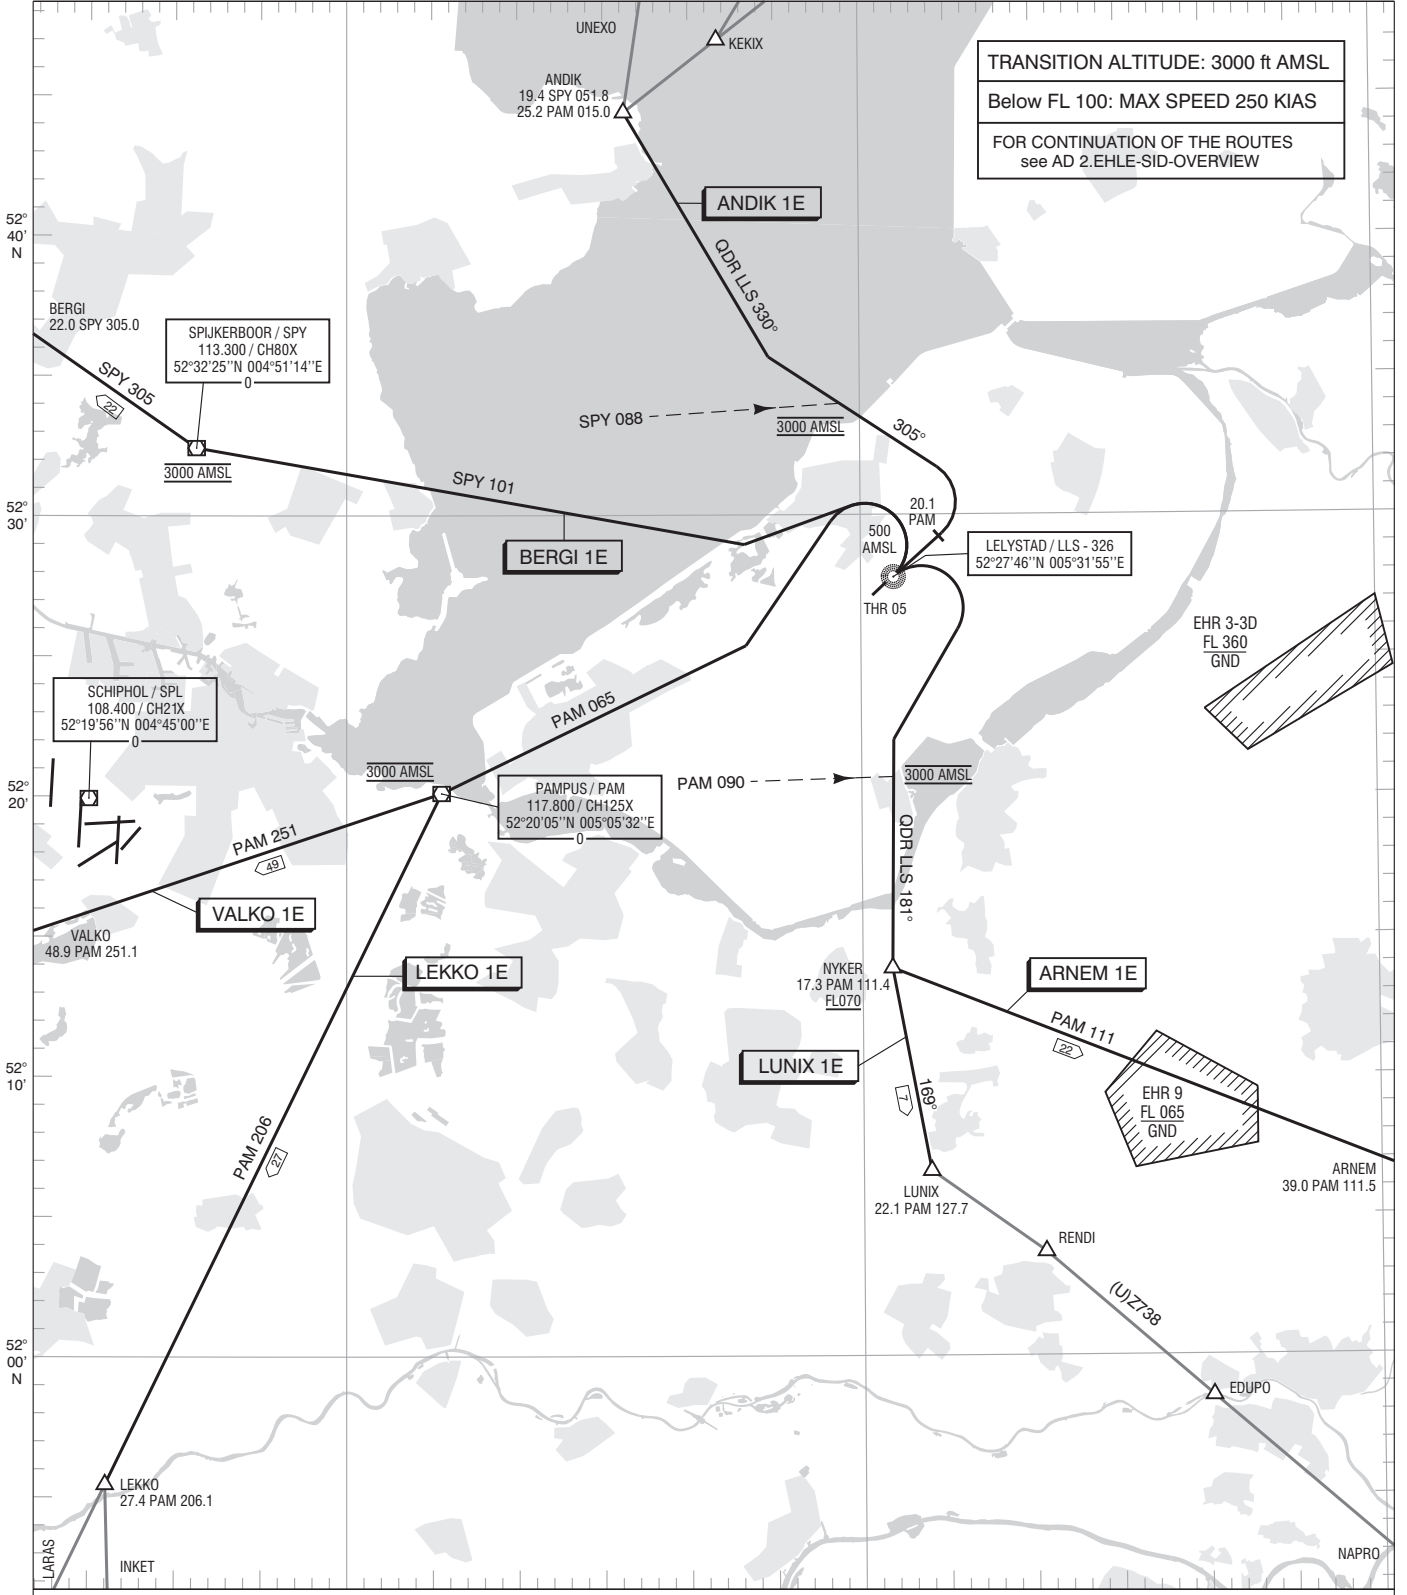 UNEXO
KEKIX
ANDIK
19.4 SPY 051.8
25.2 PAM 015.0
TRANSITION ALTITUDE: 3000 ft AMSL
Below FL 100: MAX SPEED 250 KIAS
FOR CONTINUATION OF THE ROUTES
see AD 2.EHLE-SID-OVERVIEW
ANDIK 1E
52°
40'
N
QDR LLS 330°
BERGI
22.0 SPY 305.0
SPIJKERBOOR / SPY
113.300 / CH80X
52°32'25''N 004°51'14''E
0
SPY 305
22
SPY 088
3000 AMSL
305°
3000 AMSL
SPY 101
52°
30'
20.1
PAM
500
AMSL
BERGI 1E
LELYSTAD / LLS - 326
52°27'46''N 005°31'55''E
THR 05
EHR 3-3D
FL 360
GND
SCHIPHOL / SPL
108.400 / CH21X
52°19'56''N 004°45'00''E
0
PAM 065
3000 AMSL
PAM 090
3000 AMSL
PAMPUS / PAM
117.800 / CH125X
52°20'05''N 005°05'32''E
0
52°
20'
PAM 251
49
QDR LLS 181°
VALKO 1E
VALKO
48.9 PAM 251.1
LEKKO 1E
NYKER
17.3 PAM 111.4
FL070
ARNEM 1E
PAM 111
22
LUNIX 1E
52°
10'
169°
7
EHR 9
FL 065
GND
PAM 206
27
ARNEM
39.0 PAM 111.5
LUNIX
22.1 PAM 127.7
RENDI
(U)Z738
52°
00'
N
EDUPO
LEKKO
27.4 PAM 206.1
LARAS
INKET
NAPRO